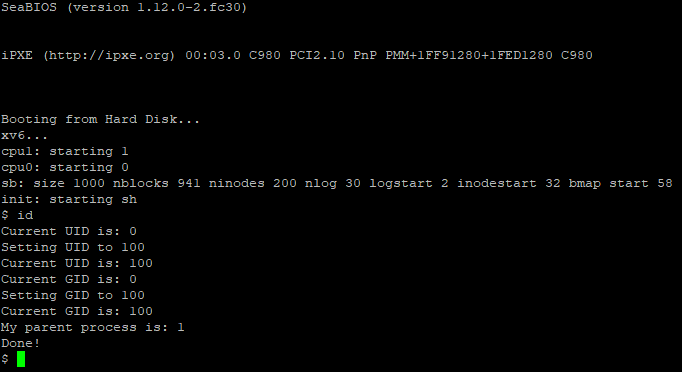 SeaBIOS (version 1.12.0-2.fc30)
iPXE (http://ipxe.org) 00:03.0 C980 PCI2.10 PnP PMM+1FF91280+1FED1280 C980
Booting from Hard Disk...
xv6...
cpu1: starting 1
cpu0: starting 0
sb: size 1000 nblocks 941 ninodes 200 nlog 30 logstart 2 inodestart 32 bmap start 58
init: starting sh
$ id
Current UID is: 0
Setting UID to 100
Current UID is: 100
Current GID is: 0
Setting GID to 100
Current GID is: 100
My parent process is: 1
Done!
$